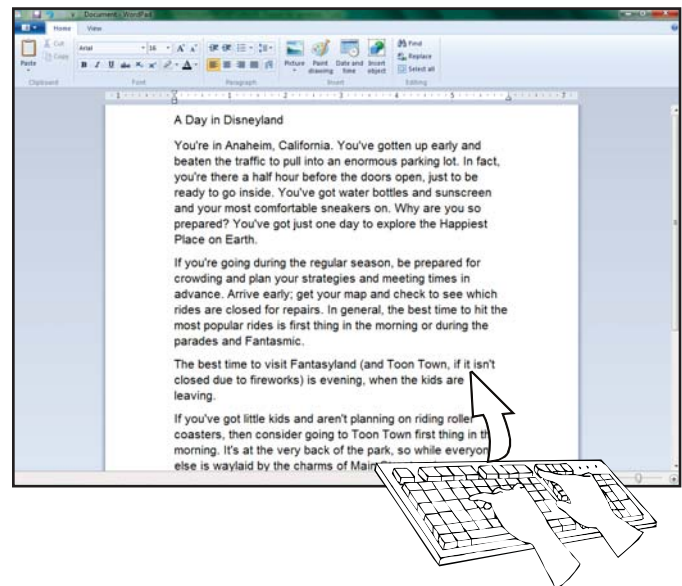 Document - WordPad
Home View
Cut
Copy
Paste
Clipboard
Arial 16
Font
Paragraph
Picture Paint drawing Date and time Insert object
Insert
Find
Replace
Select all
Editing
1 1 2 3 4 5 7
A Day in Disneyland
You're in Anaheim, California. You've gotten up early and
beaten the traffic to pull into an enormous parking lot. In fact,
you're there a half hour before the doors open, just to be
ready to go inside. You've got water bottles and sunscreen
and your most comfortable sneakers on. Why are you so
prepared? You've got just one day to explore the Happiest
Place on Earth.
If you're going during the regular season, be prepared for
crowding and plan your strategies and meeting times in
advance. Arrive early; get your map and check to see which
rides are closed for repairs. In general, the best time to hit the
most popular rides is first thing in the morning or during the
parades and Fantasmic.
The best time to visit Fantasyland (and Toon Town, if it isn't
closed due to fireworks) is evening, when the kids are
leaving.
If you've got little kids and aren't planning on riding roller
coasters, then consider going to Toon Town first thing in the
morning. It's at the very back of the park, so while everyone
else is waylaid by the charms of Main